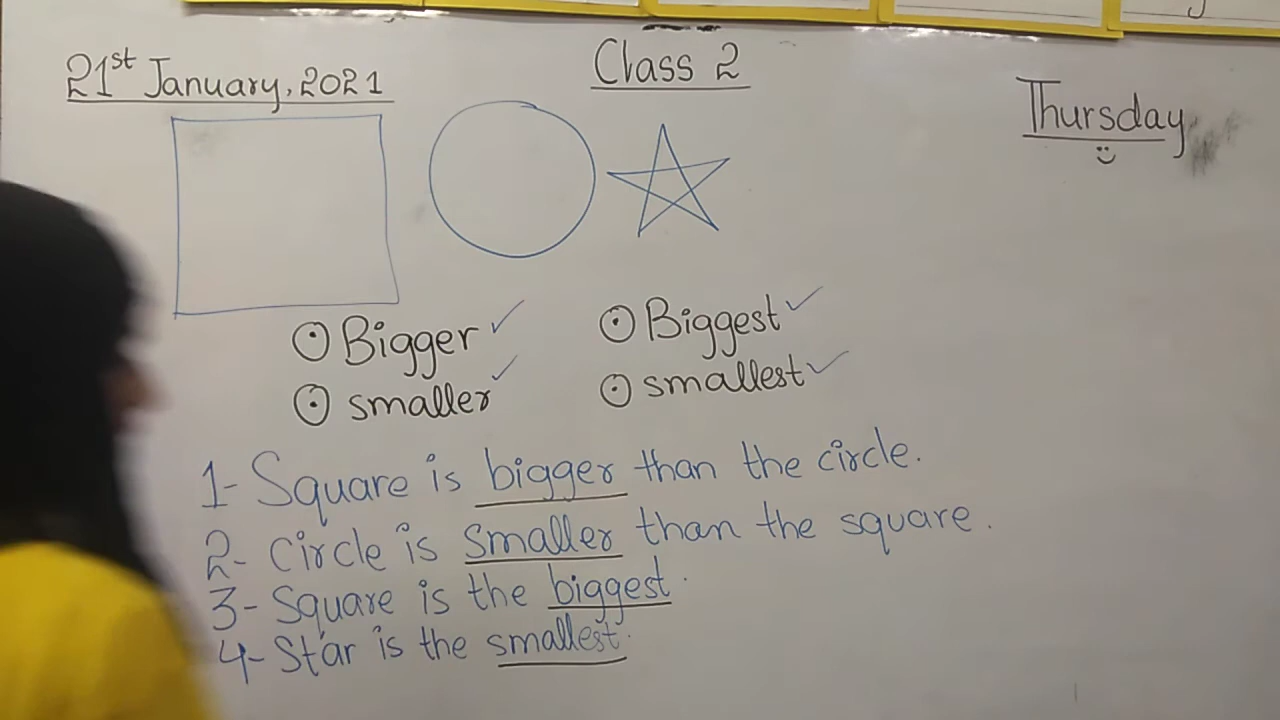 21st January, 2021
Class 2
Thursday
Bigger
Biggest
smaller
smallest
1- Square is bigger than the circle.
2- Circle is smaller than the square.
3- Square is the biggest.
4- Star is the smallest.